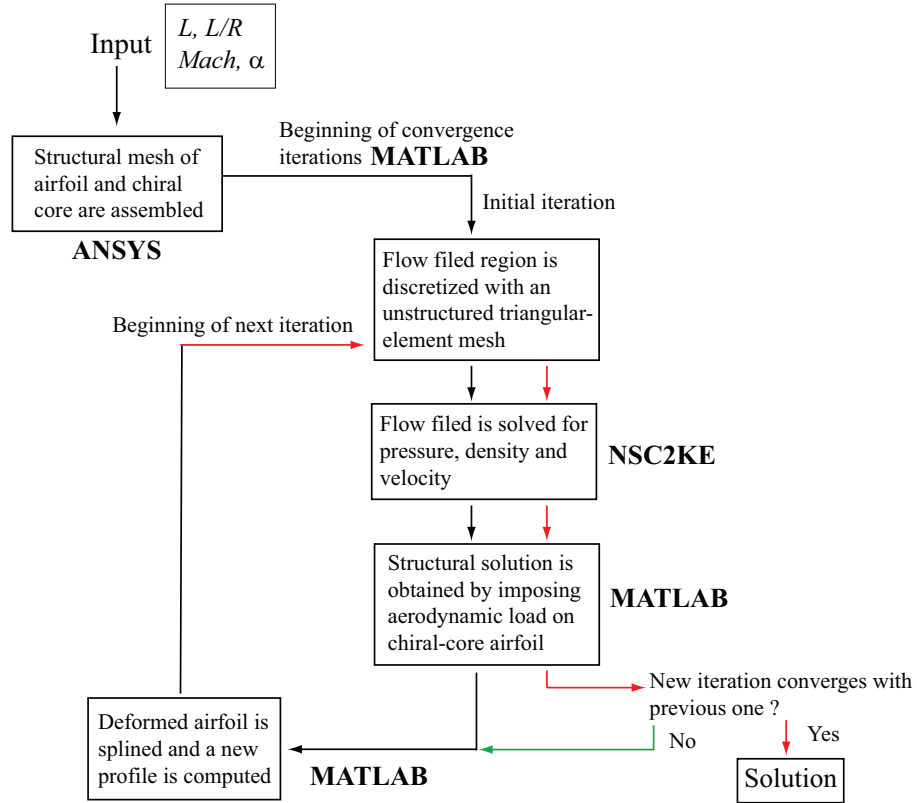 Input
L, L/R
Mach, α
Structural mesh of
airfoil and chiral
core are assembled
ANSYS
Beginning of convergence
iterations MATLAB
Initial iteration
Flow filed region is
discretized with an
unstructured triangular-
element mesh
Beginning of next iteration
Flow filed is solved for
pressure, density and
velocity
NSC2KE
Structural solution is
obtained by imposing
aerodynamic load on
chiral-core airfoil
MATLAB
New iteration converges with
previous one ?
No
Yes
Solution
Deformed airfoil is
splined and a new
profile is computed
MATLAB